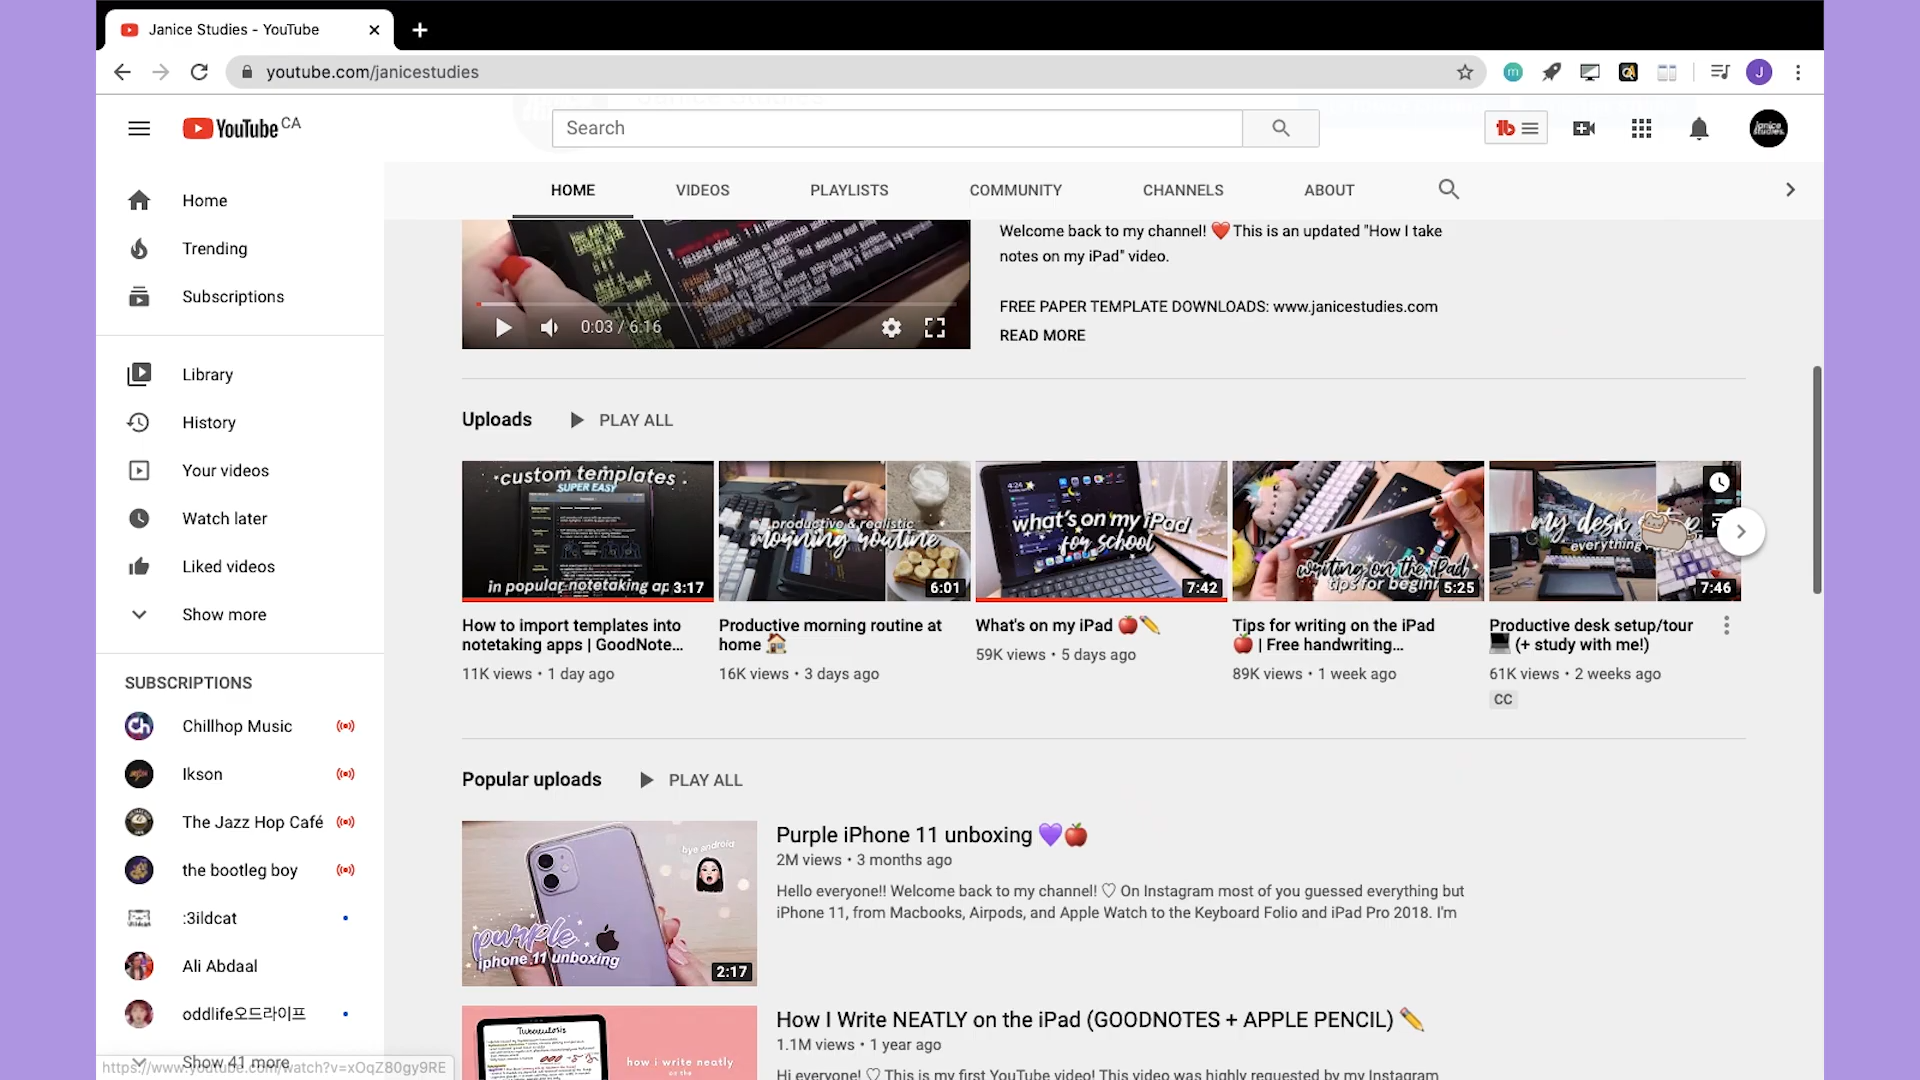 Janice Studies - YouTube
youtube.com/janicestudies
YouTube CA
Search
janice studies.
Home
Trending
Subscriptions
Library
History
Your videos
Watch later
Liked videos
Show more
SUBSCRIPTIONS
Chillhop Music
Ikson
The Jazz Hop Café
the bootleg boy
:3ildcat
Ali Abdaal
oddlife오드라이프
Show 41 more
https://www.youtube.com/watch?v=xOqZ80gy9RE
HOME
VIDEOS
PLAYLISTS
COMMUNITY
CHANNELS
ABOUT
0:03 / 6:16
Welcome back to my channel! ❤️ This is an updated "How I take
notes on my iPad" video.
FREE PAPER TEMPLATE DOWNLOADS: www.janicestudies.com
READ MORE
Uploads
PLAY ALL
custom templates
SUPER EASY
in popular notetaking ap
3:17
How to import templates into
notetaking apps | GoodNote...
11K views • 1 day ago
productive & realistic
morning routine
6:01
Productive morning routine at
home 🏠
16K views • 3 days ago
4:24
what's on my iPad
for school
7:42
What's on my iPad 🍎✏️
59K views • 5 days ago
writing on the iPad
tips for beginn
5:25
Tips for writing on the iPad
🍎 | Free handwriting...
89K views • 1 week ago
my desk setup
everything
7:46
Productive desk setup/tour
💻 (+ study with me!)
61K views • 2 weeks ago
CC
Popular uploads
PLAY ALL
bye android
purple
iphone 11 unboxing
2:17
Purple iPhone 11 unboxing 💜🍎
2M views • 3 months ago
Hello everyone!! Welcome back to my channel! ♡ On Instagram most of you guessed everything but
iPhone 11, from Macbooks, Airpods, and Apple Watch to the Keyboard Folio and iPad Pro 2018. I'm
Tuberculosis
how i write neatly
on the
How I Write NEATLY on the iPad (GOODNOTES + APPLE PENCIL) ✏️
1.1M views • 1 year ago
Hi everyone! ♡ This is my first YouTube video! This video was highly requested by my Instagram